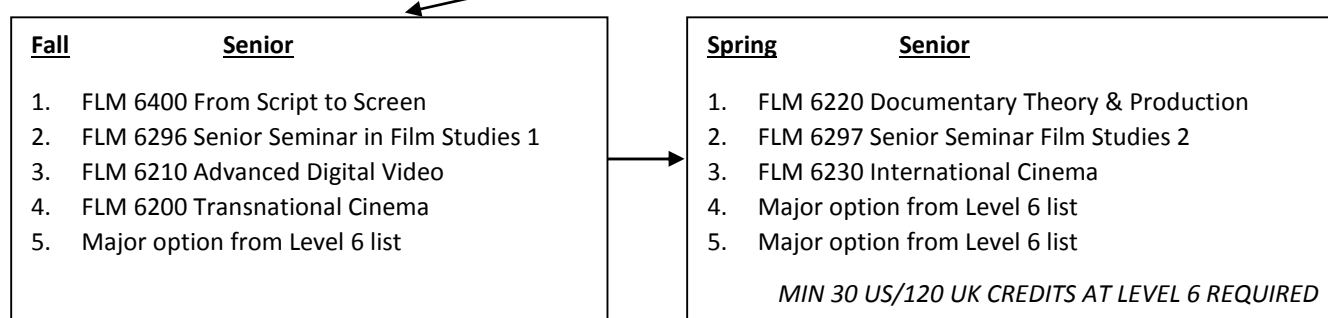 Fall Senior
1. FLM 6400 From Script to Screen
2. FLM 6296 Senior Seminar in Film Studies 1
3. FLM 6210 Advanced Digital Video
4. FLM 6200 Transnational Cinema
5. Major option from Level 6 list
Spring Senior
1. FLM 6220 Documentary Theory & Production
2. FLM 6297 Senior Seminar Film Studies 2
3. FLM 6230 International Cinema
4. Major option from Level 6 list
5. Major option from Level 6 list
MIN 30 US/120 UK CREDITS AT LEVEL 6 REQUIRED